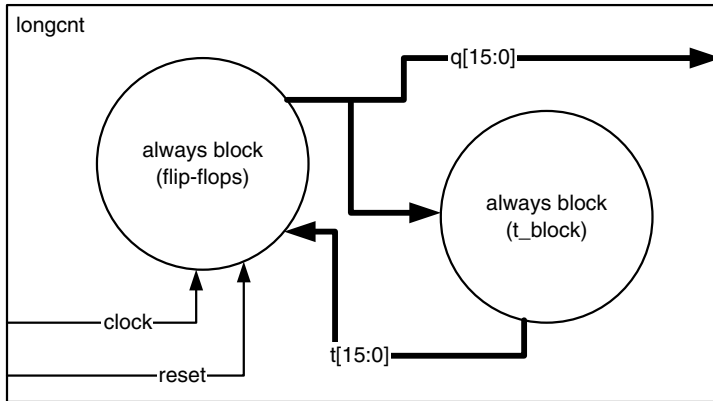 longcnt
q[15:0]
always block
(flip-flops)
always block
(t_block)
clock
t[15:0]
reset